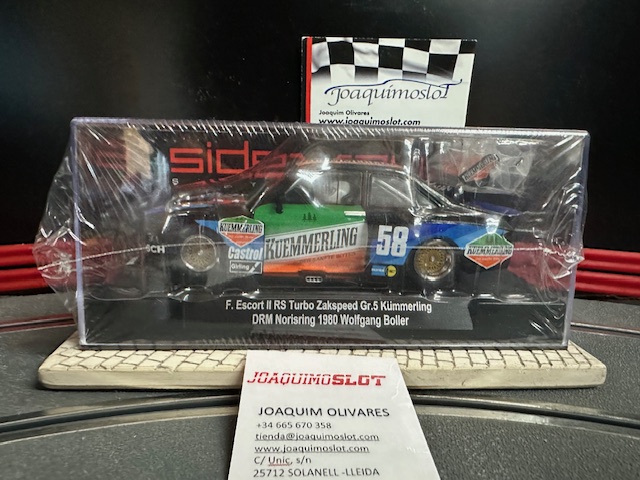 Joaquimoslot
Joaquim Olivares
www.joaquimoslot.com
KUEMMERLING
Castrol
Girling
KUEMMERLING
58
KUEMMERLING
F. Escort II RS Turbo Zakspeed Gr.5 Kümmerling
DRM Norisring 1980 Wolfgang Boller
JOAQUIMOSLOT
JOAQUIM OLIVARES
+34 665 670 358
tienda@joaquimoslot.com
www.joaquimoslot.com
C/ Unic, s/n
25712 SOLANELL -LLEIDA